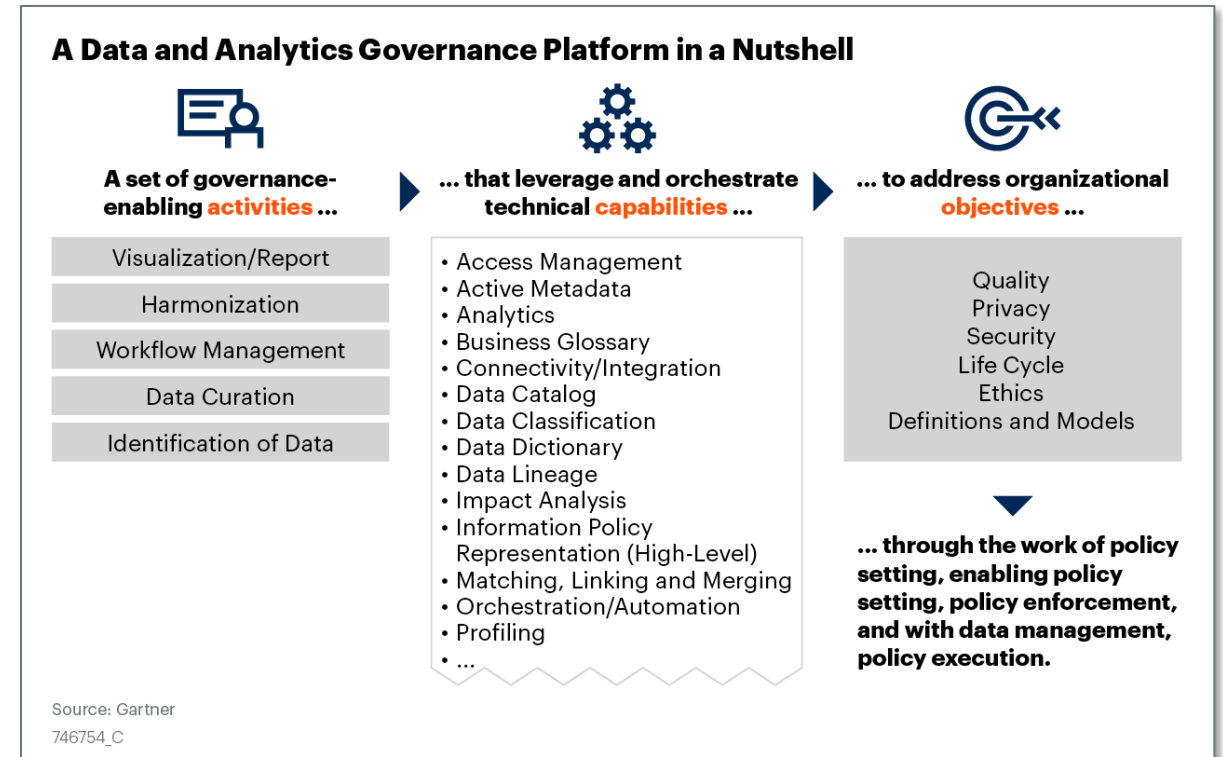 A Data and Analytics Governance Platform in a Nutshell
A set of governance-
enabling activities ...
Visualization/Report
Harmonization
Workflow Management
Data Curation
Identification of Data
... that leverage and orchestrate
technical capabilities ...
• Access Management
• Active Metadata
• Analytics
• Business Glossary
• Connectivity/Integration
• Data Catalog
• Data Classification
• Data Dictionary
• Data Lineage
• Impact Analysis
• Information Policy
Representation (High-Level)
• Matching, Linking and Merging
• Orchestration/Automation
• Profiling
• ...
... to address organizational
objectives ...
Quality
Privacy
Security
Life Cycle
Ethics
Definitions and Models
... through the work of policy
setting, enabling policy
setting, policy enforcement,
and with data management,
policy execution.
Source: Gartner
746754_C